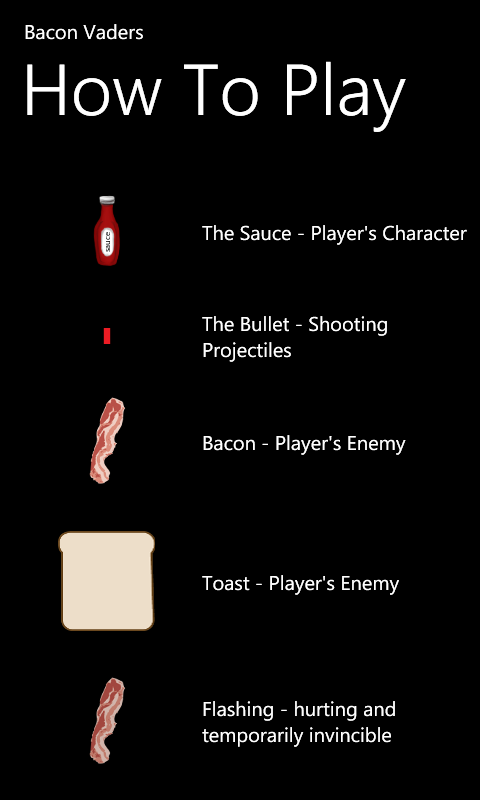 Bacon Vaders
How To Play
sauce
The Sauce - Player's Character
The Bullet - Shooting
Projectiles
Bacon - Player's Enemy
Toast - Player's Enemy
Flashing - hurting and
temporarily invincible